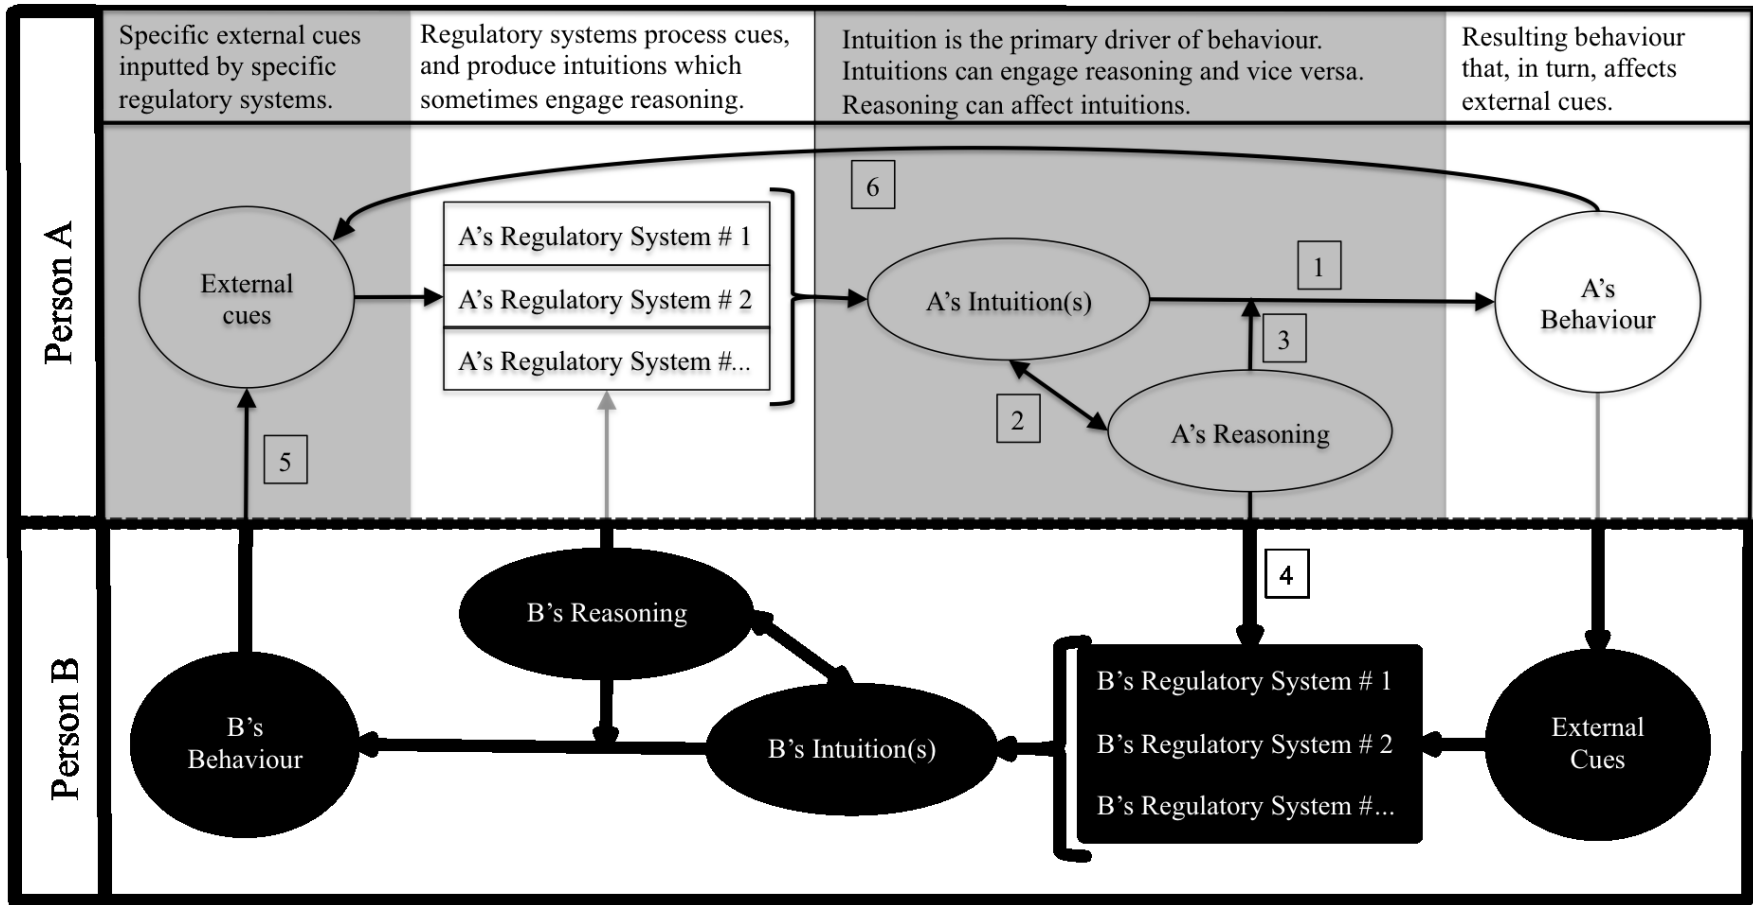 Specific external cues
inputted by specific
regulatory systems.
Regulatory systems process cues,
and produce intuitions which
sometimes engage reasoning.
Intuition is the primary driver of behaviour.
Intuitions can engage reasoning and vice versa.
Reasoning can affect intuitions.
Resulting behaviour
that, in turn, affects
external cues.
Person A
External
cues
A's Regulatory System # 1
A's Regulatory System # 2
A's Regulatory System #...
6
A's Intuition(s)
1
A's
Behaviour
3
2
A's Reasoning
5
Person B
B's Reasoning
4
B's
Behaviour
B's Intuition(s)
B's Regulatory System # 1
B's Regulatory System # 2
B's Regulatory System #...
External
Cues